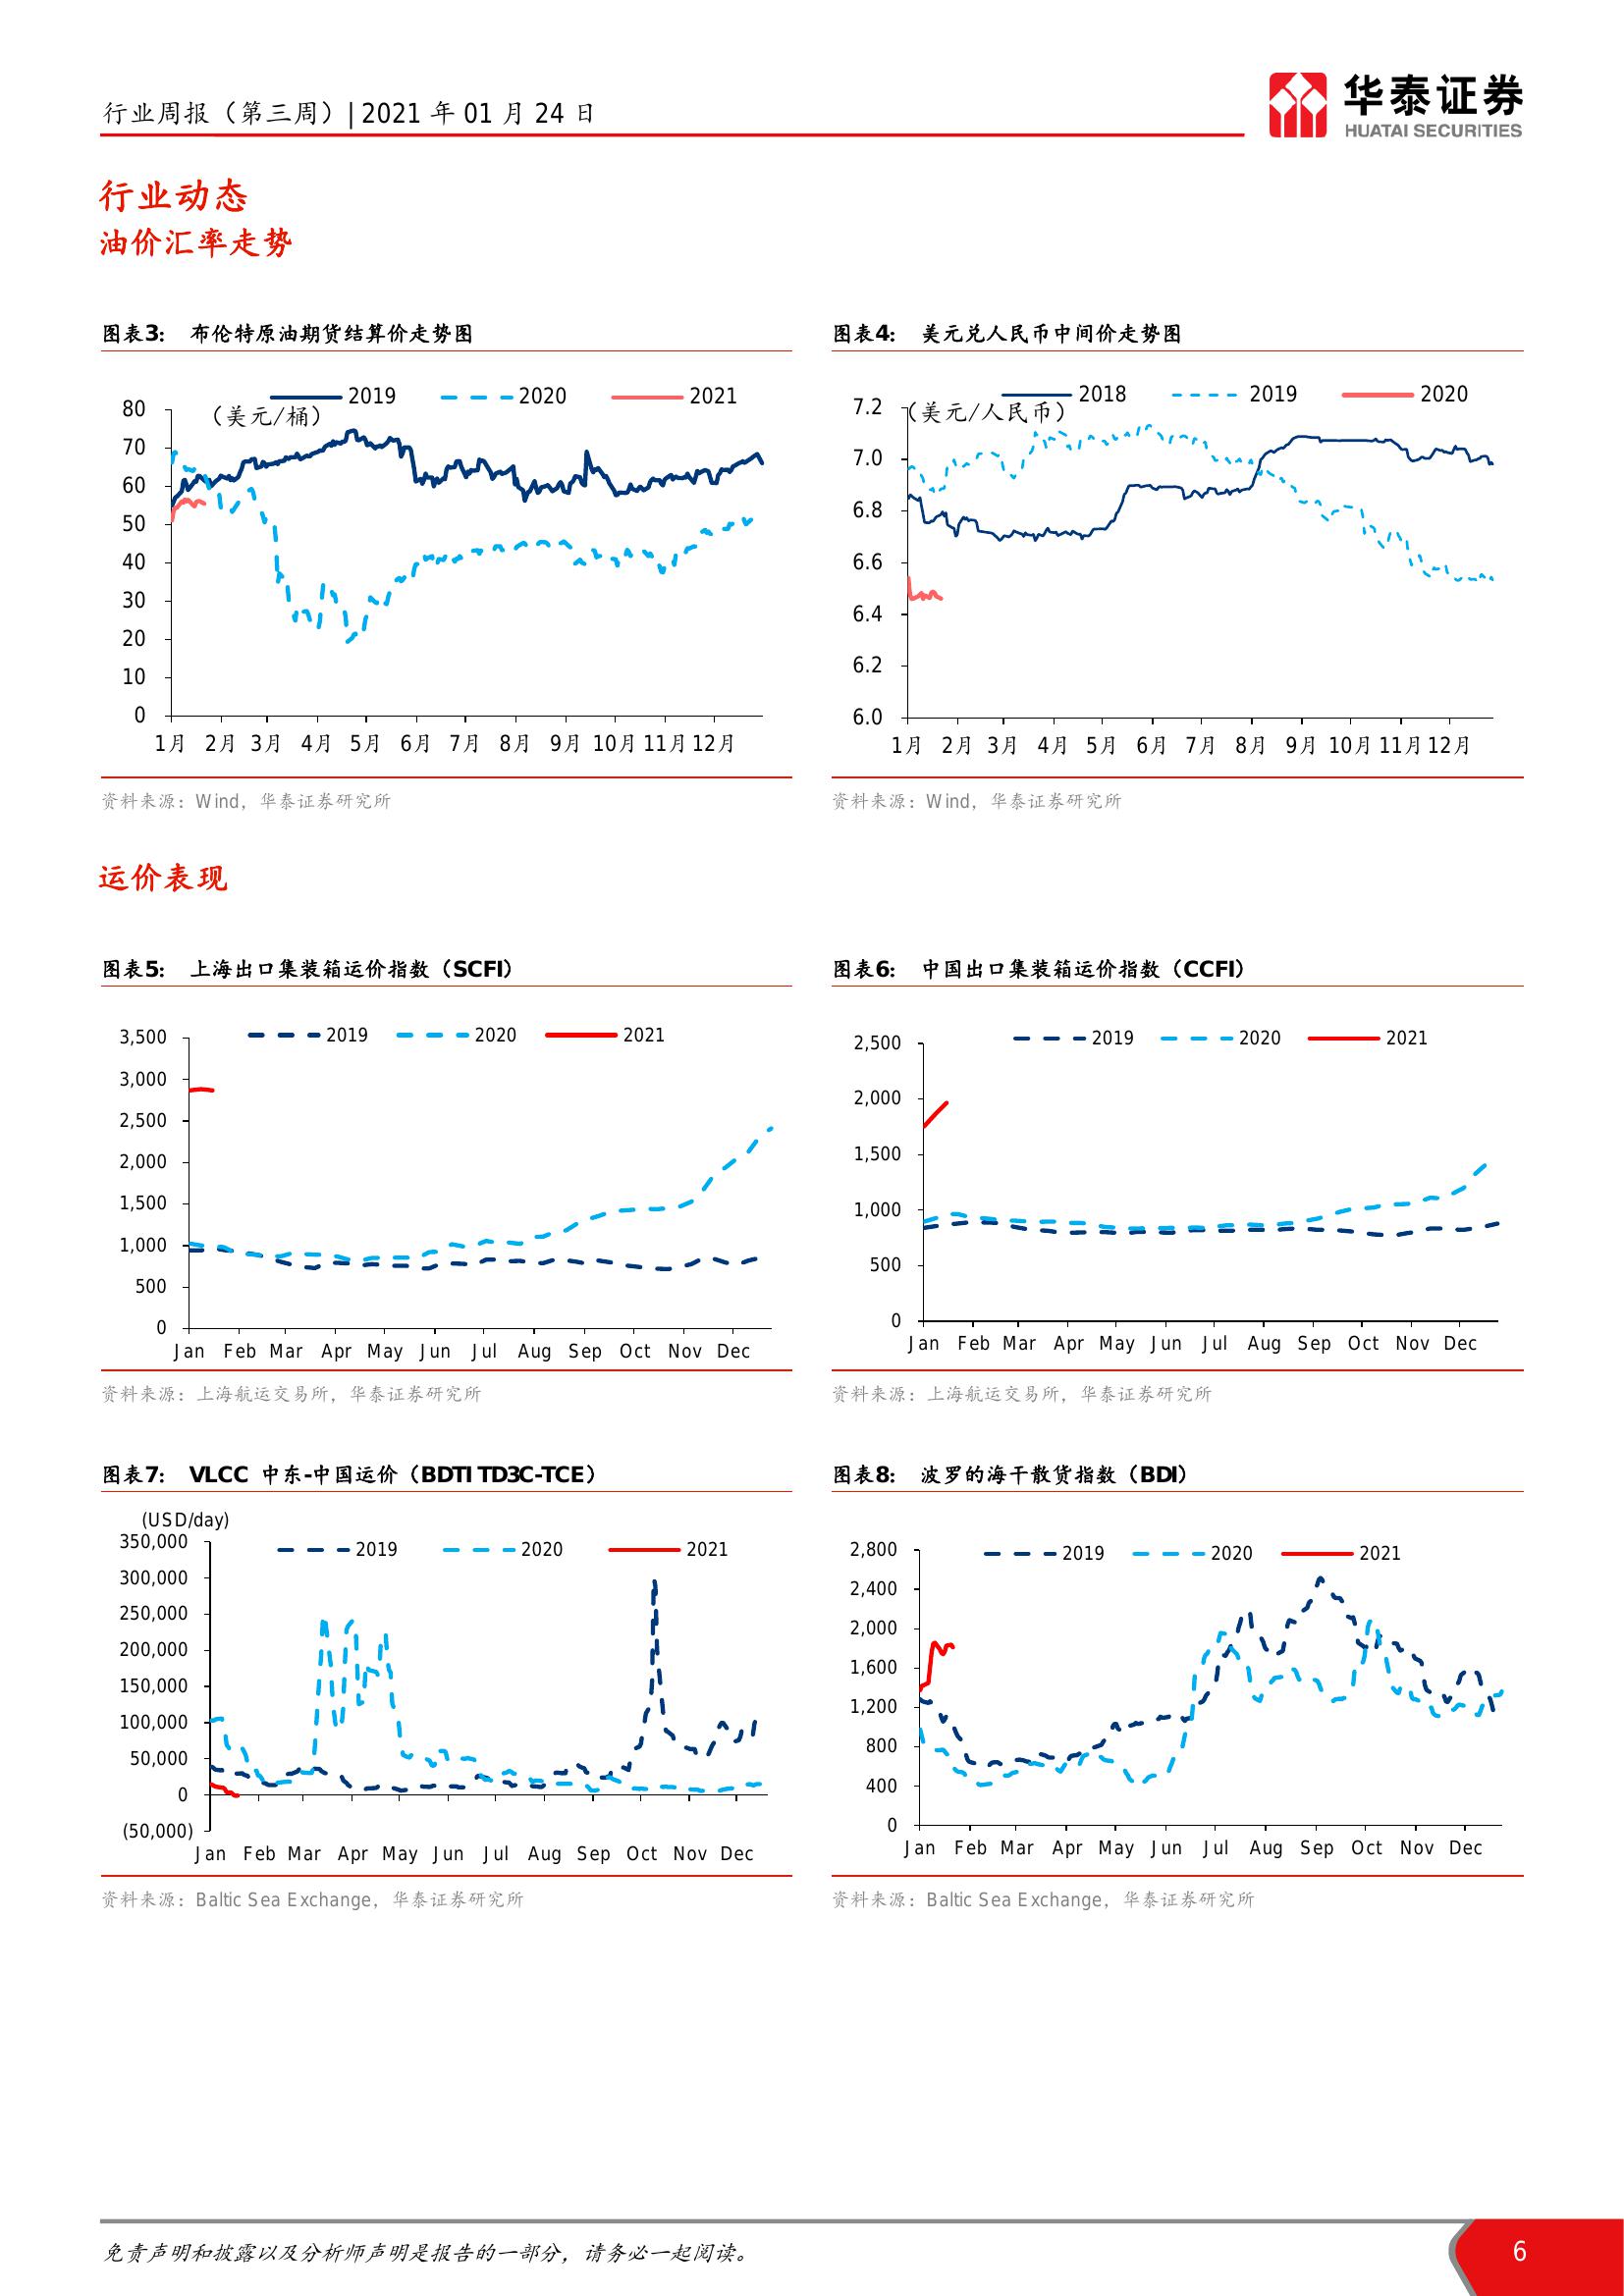 行业周报（第三周）| 2021 年 01 月 24 日
华泰证券
HUATAI SECURITIES
行业动态
油价汇率走势
图表3： 布伦特原油期货结算价走势图
2019 2020 2021
（美元/桶）
80
70
60
50
40
30
20
10
0
1月 2月 3月 4月 5月 6月 7月 8月 9月 10月 11月 12月
资料来源：Wind，华泰证券研究所
图表4： 美元兑人民币中间价走势图
2018 2019 2020
（美元/人民币）
7.2
7.0
6.8
6.6
6.4
6.2
6.0
1月 2月 3月 4月 5月 6月 7月 8月 9月 10月 11月 12月
资料来源：Wind，华泰证券研究所
运价表现
图表5： 上海出口集装箱运价指数（SCFI）
2019 2020 2021
3,500
3,000
2,500
2,000
1,500
1,000
500
0
Jan Feb Mar Apr May Jun Jul Aug Sep Oct Nov Dec
资料来源：上海航运交易所，华泰证券研究所
图表6： 中国出口集装箱运价指数（CCFI）
2019 2020 2021
2,500
2,000
1,500
1,000
500
0
Jan Feb Mar Apr May Jun Jul Aug Sep Oct Nov Dec
资料来源：上海航运交易所，华泰证券研究所
图表7： VLCC 中东-中国运价（BDTI TD3C-TCE）
(USD/day)
2019 2020 2021
350,000
300,000
250,000
200,000
150,000
100,000
50,000
0
(50,000)
Jan Feb Mar Apr May Jun Jul Aug Sep Oct Nov Dec
资料来源：Baltic Sea Exchange，华泰证券研究所
图表8： 波罗的海干散货指数（BDI）
2019 2020 2021
2,800
2,400
2,000
1,600
1,200
800
400
0
Jan Feb Mar Apr May Jun Jul Aug Sep Oct Nov Dec
资料来源：Baltic Sea Exchange，华泰证券研究所
免责声明和披露以及分析师声明是报告的一部分，请务必一起阅读。
6